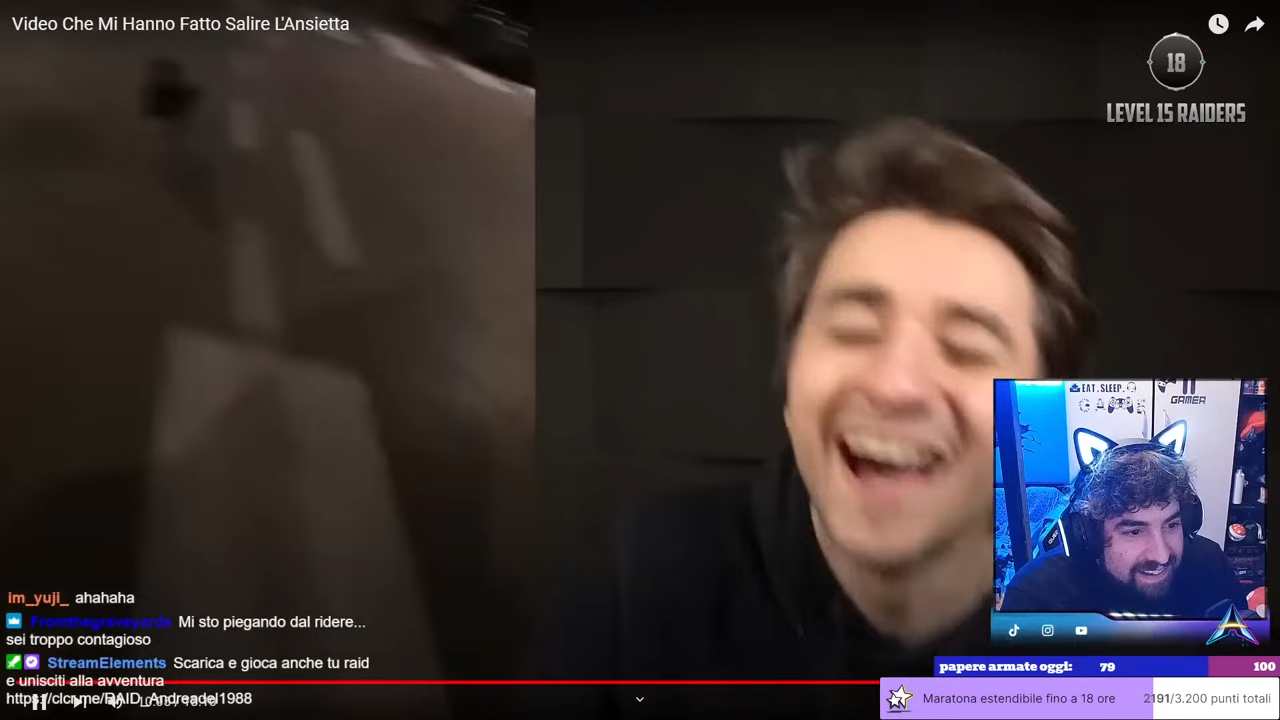 Video Che Mi Hanno Fatto Salire L'Ansietta
18
LEVEL 15 RAIDERS
EAT.SLEEP.
GAMER
im_yuji_ ahahaha
Fromthegraveyards Mi sto piegando dal ridere...
sei troppo contagioso
StreamElements Scarica e gioca anche tu raid
e unisciti alla avventura
https://clcr.me/RAID_Andreadel1988
papere armate oggi: 79 100
Maratona estendibile fino a 18 ore 2191/3.200 punti totali